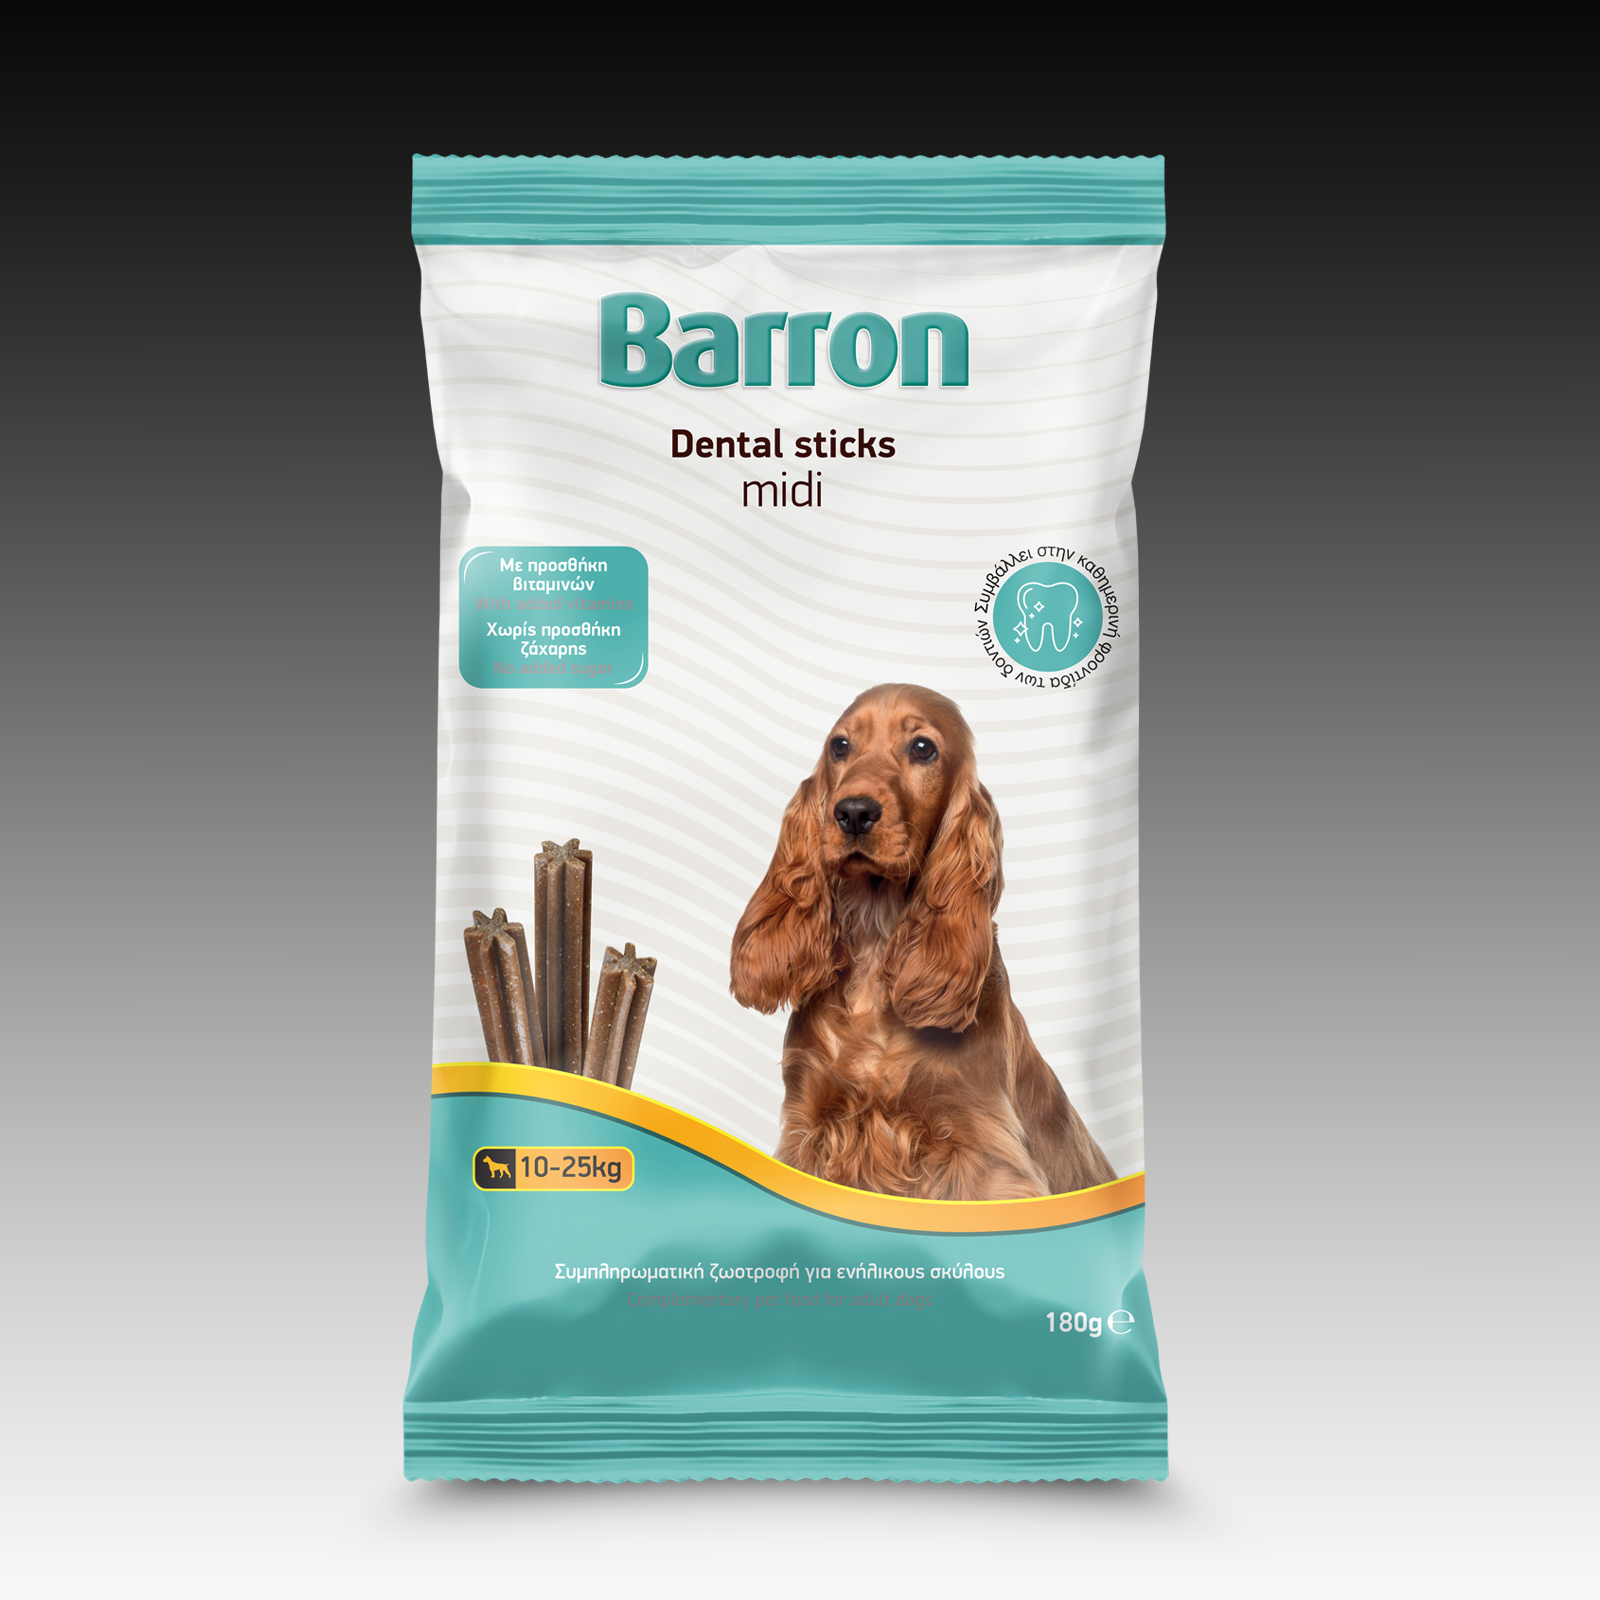 Barron
Dental sticks
midi
Με προσθήκη
βιταμινών
With added vitamins
Χωρίς προσθήκη
ζάχαρης
No added sugar
Συμβάλλει στην καθημερινή φροντίδα των δοντιών
10-25kg
Συμπληρωματική ζωοτροφή για ενήλικους σκύλους
Complementary pet food for adult dogs
180g ℮